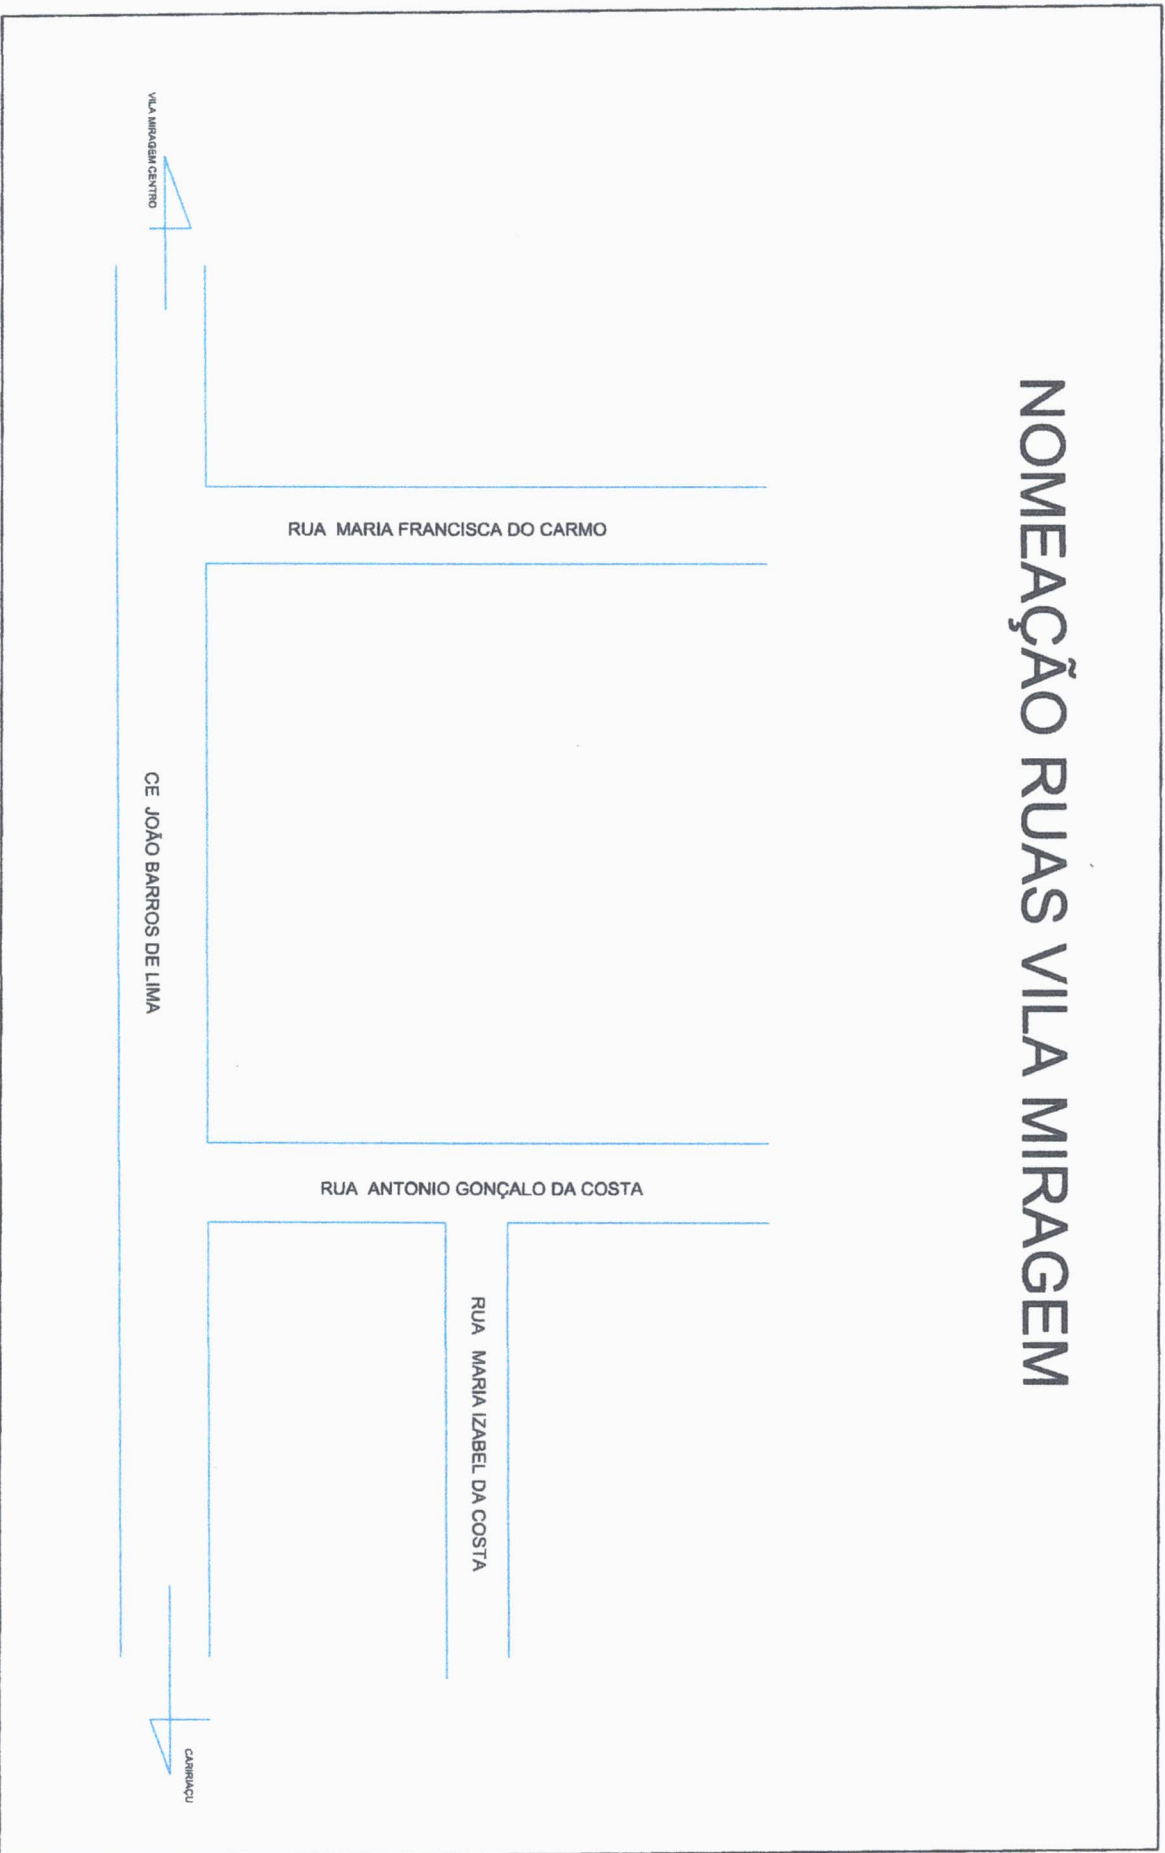 NOMEAÇÃO RUAS VILA MIRAGEM
RUA MARIA FRANCISCA DO CARMO
RUA ANTONIO GONÇALO DA COSTA
RUA MARIA IZABEL DA COSTA
CE JOÃO BARROS DE LIMA
VILA MIRAGEM CENTRO
CARIRIAÇU